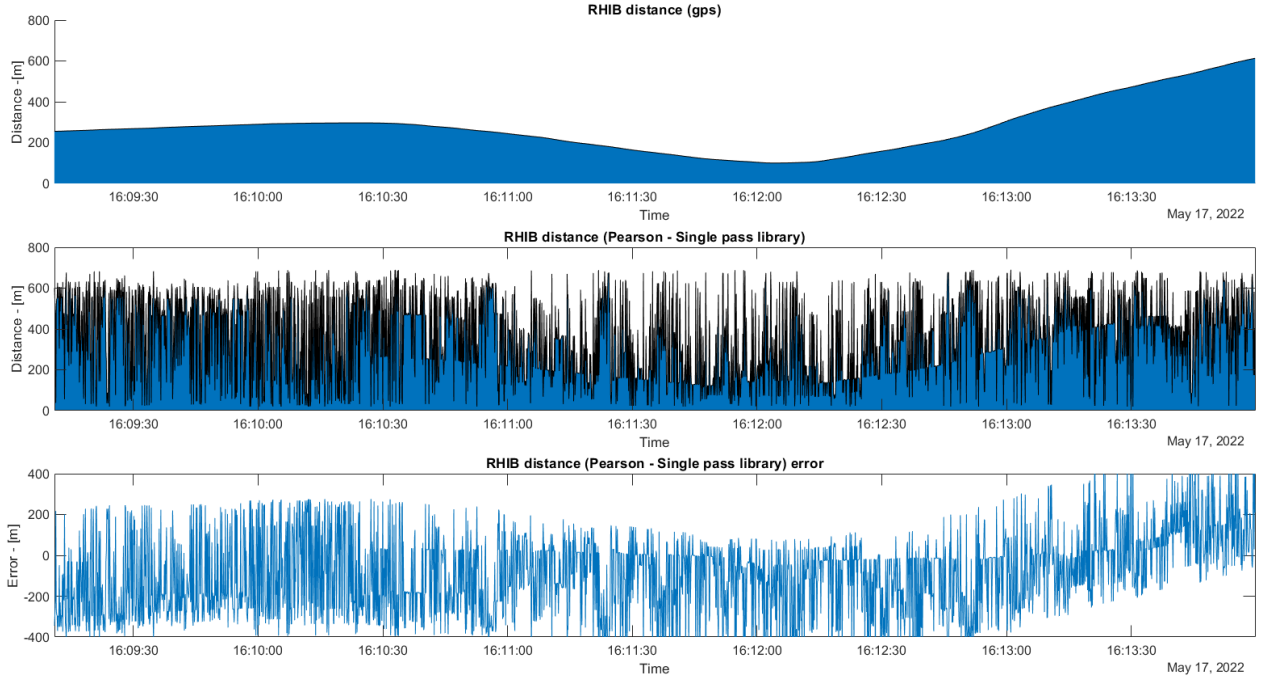 RHIB distance (gps)
800
600
400
200
0
Distance -[m]
16:09:30 16:10:00 16:10:30 16:11:00 16:11:30 16:12:00 16:12:30 16:13:00 16:13:30
Time
May 17, 2022
RHIB distance (Pearson - Single pass library)
800
600
400
200
0
Distance - [m]
16:09:30 16:10:00 16:10:30 16:11:00 16:11:30 16:12:00 16:12:30 16:13:00 16:13:30
Time
May 17, 2022
RHIB distance (Pearson - Single pass library) error
400
200
0
-200
-400
Error - [m]
16:09:30 16:10:00 16:10:30 16:11:00 16:11:30 16:12:00 16:12:30 16:13:00 16:13:30
Time
May 17, 2022